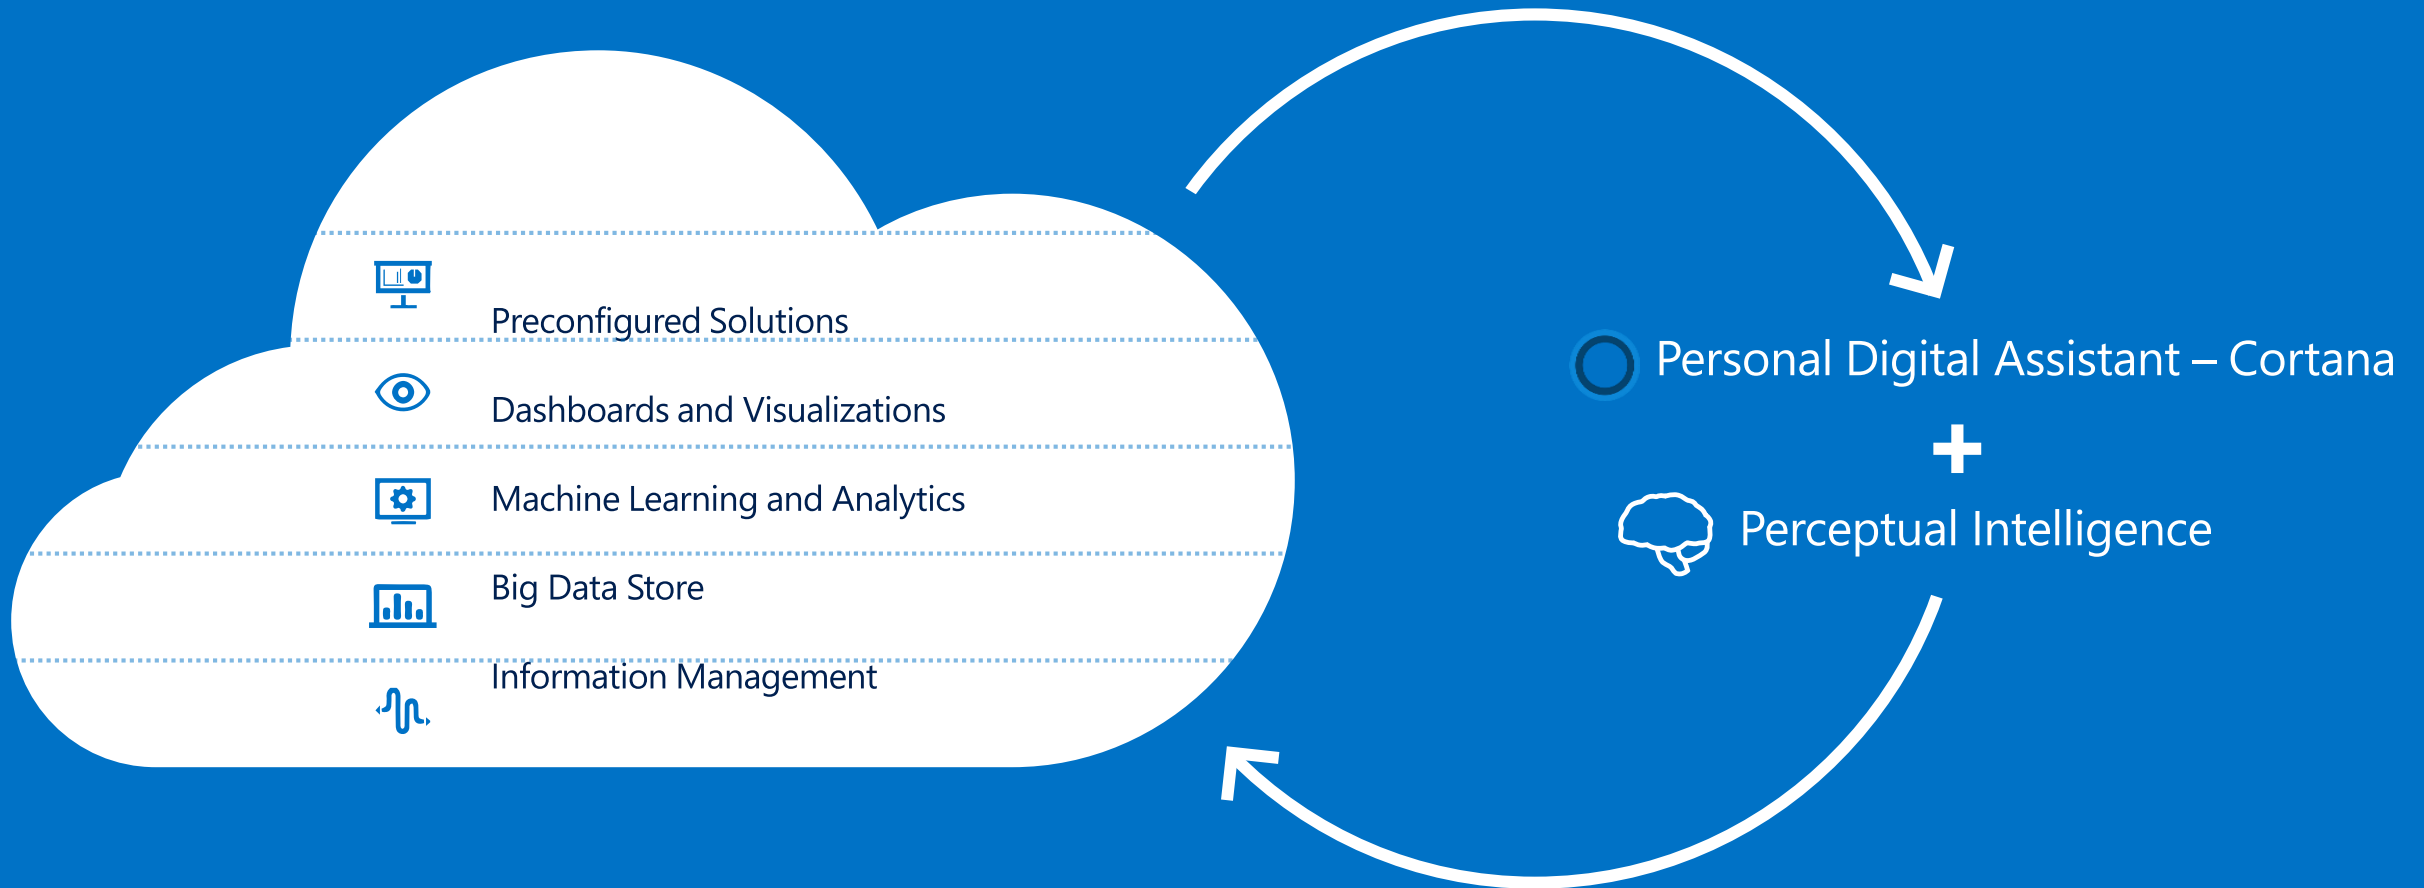 Preconfigured Solutions
Dashboards and Visualizations
Machine Learning and Analytics
Big Data Store
Information Management
Personal Digital Assistant – Cortana
+
Perceptual Intelligence